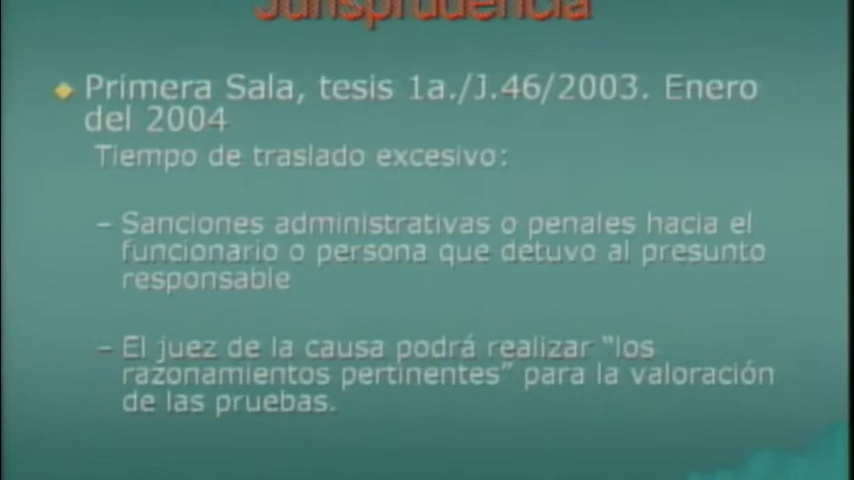 Jurisprudencia
Primera Sala, tesis 1a./J.46/2003. Enero
del 2004
Tiempo de traslado excesivo:
– Sanciones administrativas o penales hacia el
funcionario o persona que detuvo al presunto
responsable
– El juez de la causa podrá realizar “los
razonamientos pertinentes” para la valoración
de las pruebas.